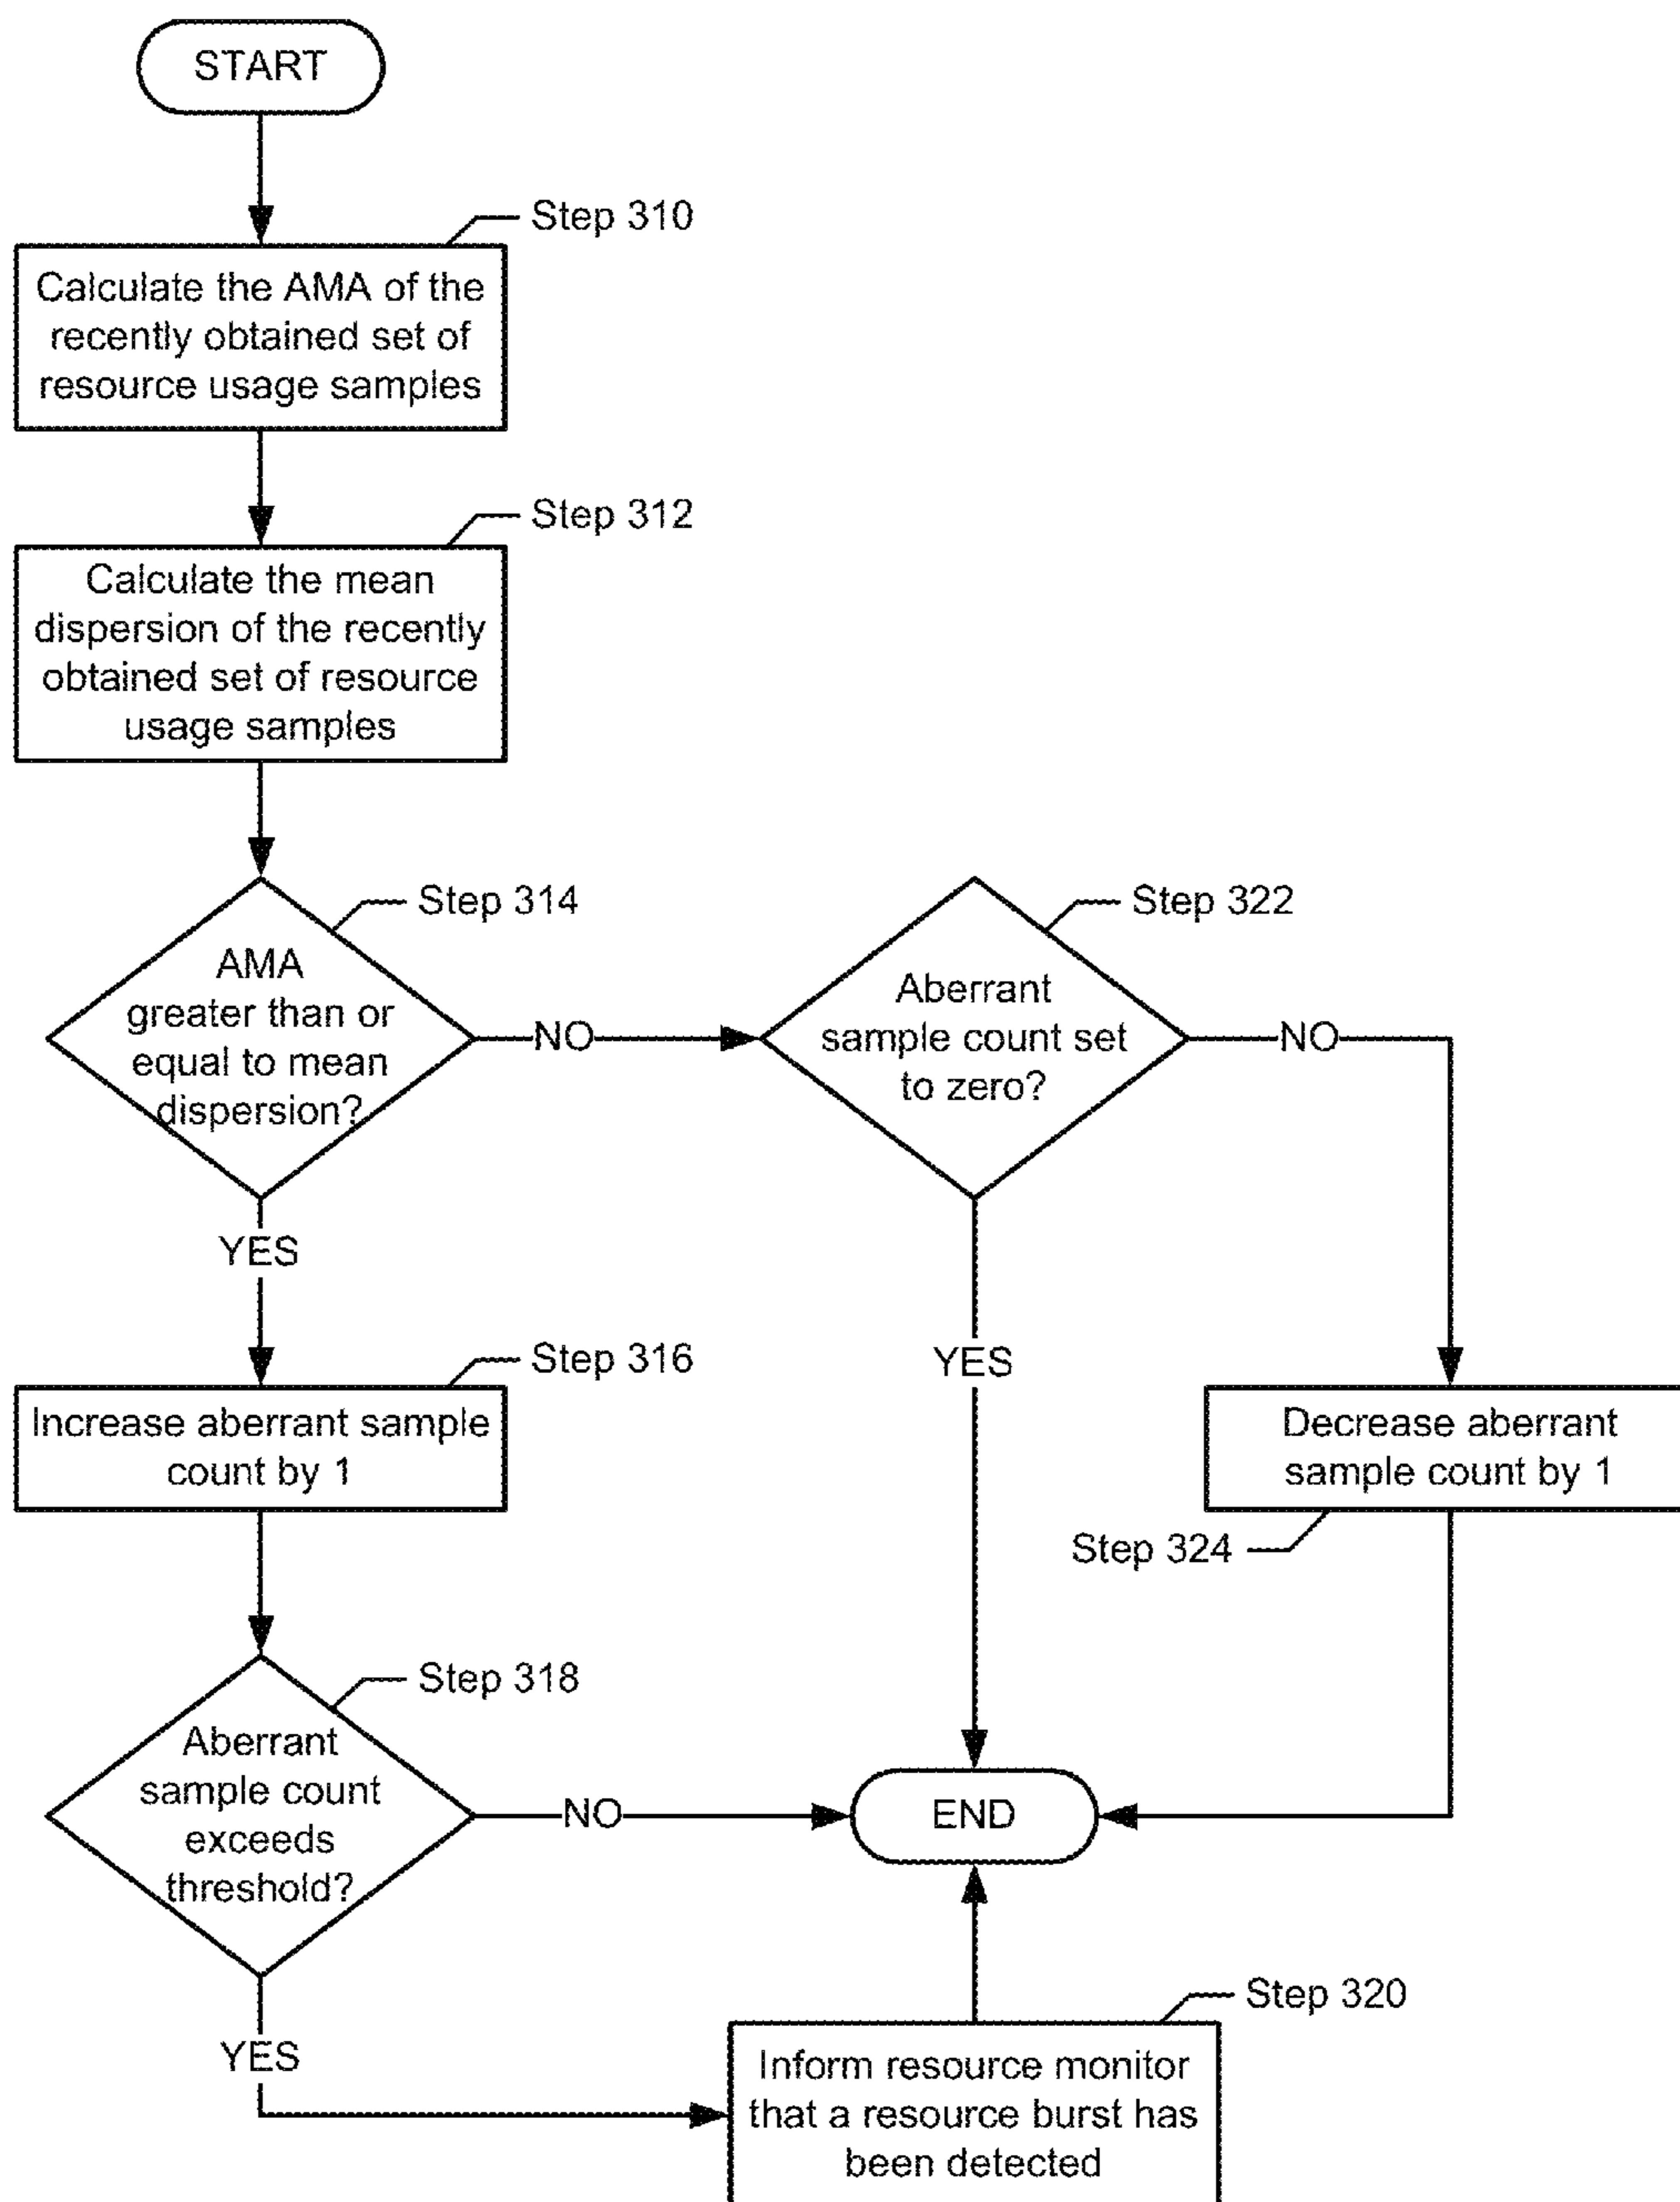 START
Step 310
Calculate the AMA of the
recently obtained set of
resource usage samples
Step 312
Calculate the mean
dispersion of the recently
obtained set of resource
usage samples
Step 314
AMA
greater than or
equal to mean
dispersion?
NO
Step 322
Aberrant
sample count set
to zero?
NO
YES
Step 316
Increase aberrant sample
count by 1
YES
Decrease aberrant
sample count by 1
Step 324
Step 318
Aberrant
sample count
exceeds
threshold?
NO
END
YES
Step 320
Inform resource monitor
that a resource burst has
been detected